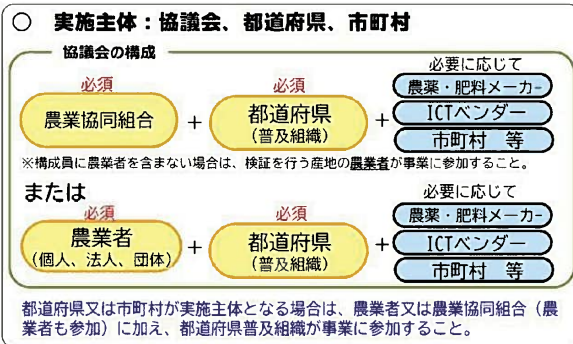 ○ 実施主体：協議会、都道府県、市町村
協議会の構成
必須 必須 必要に応じて
農業協同組合 + 都道府県 (普及組織) + 農薬・肥料メーカー
ICTベンダー
市町村 等
※構成員に農業者を含まない場合は、検証を行う産地の農業者が事業に参加すること。
または
必須 必須 必要に応じて
農業者 (個人、法人、団体) + 都道府県 (普及組織) + 農薬・肥料メーカー
ICTベンダー
市町村 等
都道府県又は市町村が実施主体となる場合は、農業者又は農業協同組合（農
業者も参加）に加え、都道府県普及組織が事業に参加すること。